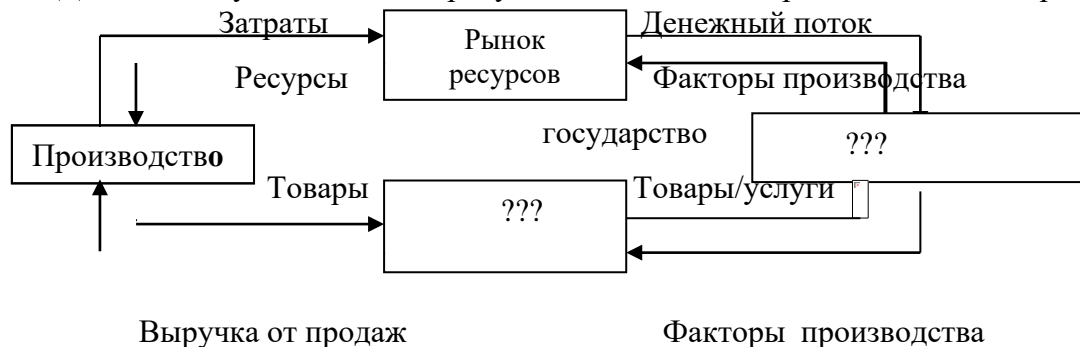 Затраты
Рынок ресурсов
Денежный поток
Ресурсы
Факторы производства
государство
Производство
???
Товары
???
Товары/услуги
Выручка от продаж
Факторы производства